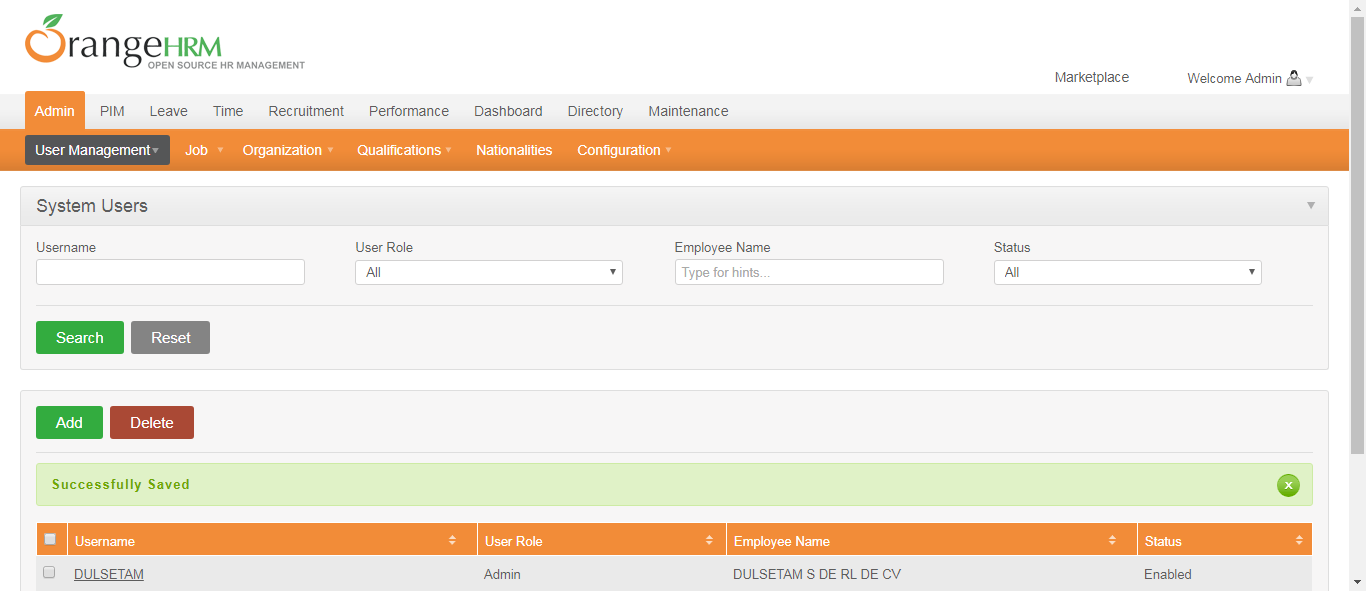 OrangeHRM
OPEN SOURCE HR MANAGEMENT
Marketplace Welcome Admin
Admin PIM Leave Time Recruitment Performance Dashboard Directory Maintenance
User Management Job Organization Qualifications Nationalities Configuration
System Users
Username User Role Employee Name Status
All Type for hints... All
Search Reset
Add Delete
Successfully Saved x
Username User Role Employee Name Status
DULSETAM Admin DULSETAM S DE RL DE CV Enabled